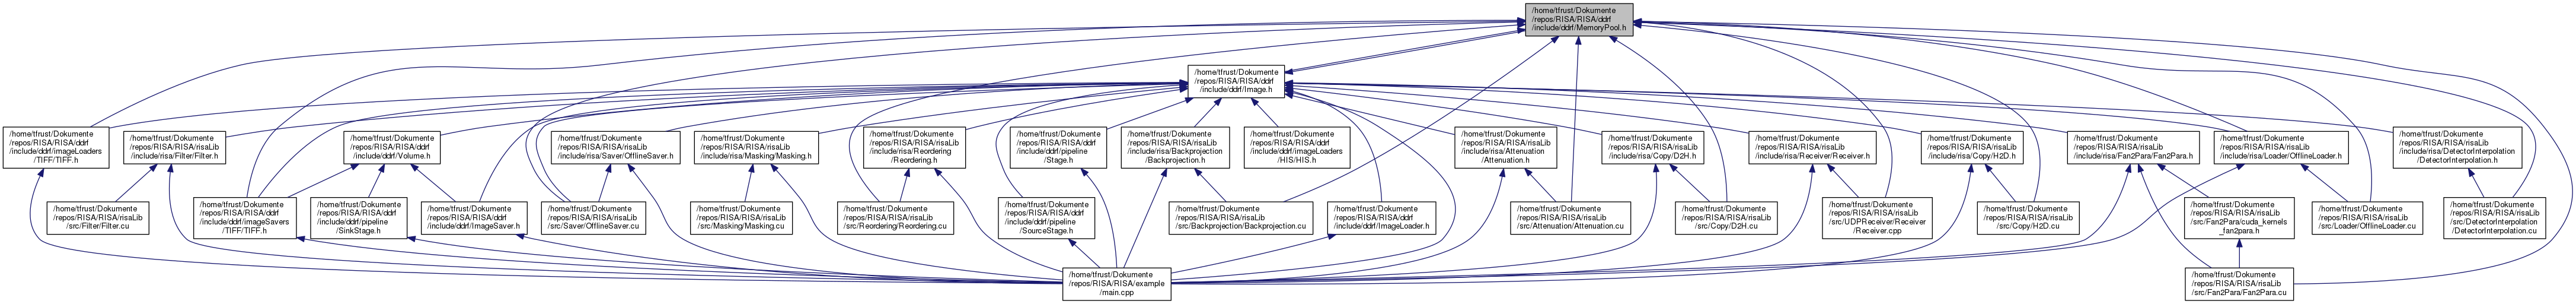 /home/tfrust/Dokumente
/repos/RISA/RISA/ddrf
/include/ddrf/MemoryPool.h
/home/tfrust/Dokumente
/repos/RISA/RISA/ddrf
/include/ddrf/Image.h
/home/tfrust/Dokumente
/repos/RISA/RISA/ddrf
/include/ddrf/imageLoaders
/TIFF/TIFF.h
/home/tfrust/Dokumente
/repos/RISA/RISA/risaLib
/include/risa/Filter/Filter.h
/home/tfrust/Dokumente
/repos/RISA/RISA/ddrf
/include/ddrf/Volume.h
/home/tfrust/Dokumente
/repos/RISA/RISA/risaLib
/include/risa/Saver/OfflineSaver.h
/home/tfrust/Dokumente
/repos/RISA/RISA/risaLib
/include/risa/Masking/Masking.h
/home/tfrust/Dokumente
/repos/RISA/RISA/risaLib
/include/risa/Reordering
/Reordering.h
/home/tfrust/Dokumente
/repos/RISA/RISA/ddrf
/include/ddrf/pipeline
/Stage.h
/home/tfrust/Dokumente
/repos/RISA/RISA/risaLib
/include/risa/Backprojection
/Backprojection.h
/home/tfrust/Dokumente
/repos/RISA/RISA/ddrf
/include/ddrf/imageLoaders
/HIS/HIS.h
/home/tfrust/Dokumente
/repos/RISA/RISA/risaLib
/include/risa/Attenuation
/Attenuation.h
/home/tfrust/Dokumente
/repos/RISA/RISA/risaLib
/include/risa/Copy/D2H.h
/home/tfrust/Dokumente
/repos/RISA/RISA/risaLib
/include/risa/Receiver/Receiver.h
/home/tfrust/Dokumente
/repos/RISA/RISA/risaLib
/include/risa/Copy/H2D.h
/home/tfrust/Dokumente
/repos/RISA/RISA/risaLib
/include/risa/Fan2Para/Fan2Para.h
/home/tfrust/Dokumente
/repos/RISA/RISA/risaLib
/include/risa/Loader/OfflineLoader.h
/home/tfrust/Dokumente
/repos/RISA/RISA/risaLib
/include/risa/DetectorInterpolation
/DetectorInterpolation.h
/home/tfrust/Dokumente
/repos/RISA/RISA/risaLib
/src/Filter/Filter.cu
/home/tfrust/Dokumente
/repos/RISA/RISA/ddrf
/include/ddrf/imageSavers
/TIFF/TIFF.h
/home/tfrust/Dokumente
/repos/RISA/RISA/ddrf
/include/ddrf/pipeline
/SinkStage.h
/home/tfrust/Dokumente
/repos/RISA/RISA/ddrf
/include/ddrf/ImageSaver.h
/home/tfrust/Dokumente
/repos/RISA/RISA/risaLib
/src/Saver/OfflineSaver.cu
/home/tfrust/Dokumente
/repos/RISA/RISA/risaLib
/src/Masking/Masking.cu
/home/tfrust/Dokumente
/repos/RISA/RISA/risaLib
/src/Reordering/Reordering.cu
/home/tfrust/Dokumente
/repos/RISA/RISA/ddrf
/include/ddrf/pipeline
/SourceStage.h
/home/tfrust/Dokumente
/repos/RISA/RISA/risaLib
/src/Backprojection/Backprojection.cu
/home/tfrust/Dokumente
/repos/RISA/RISA/ddrf
/include/ddrf/ImageLoader.h
/home/tfrust/Dokumente
/repos/RISA/RISA/risaLib
/src/Attenuation/Attenuation.cu
/home/tfrust/Dokumente
/repos/RISA/RISA/risaLib
/src/Copy/D2H.cu
/home/tfrust/Dokumente
/repos/RISA/RISA/risaLib
/src/UDPReceiver/Receiver
/Receiver.cpp
/home/tfrust/Dokumente
/repos/RISA/RISA/risaLib
/src/Copy/H2D.cu
/home/tfrust/Dokumente
/repos/RISA/RISA/risaLib
/src/Fan2Para/cuda_kernels
_fan2para.h
/home/tfrust/Dokumente
/repos/RISA/RISA/risaLib
/src/Loader/OfflineLoader.cu
/home/tfrust/Dokumente
/repos/RISA/RISA/risaLib
/src/DetectorInterpolation
/DetectorInterpolation.cu
/home/tfrust/Dokumente
/repos/RISA/RISA/example
/main.cpp
/home/tfrust/Dokumente
/repos/RISA/RISA/risaLib
/src/Fan2Para/Fan2Para.cu